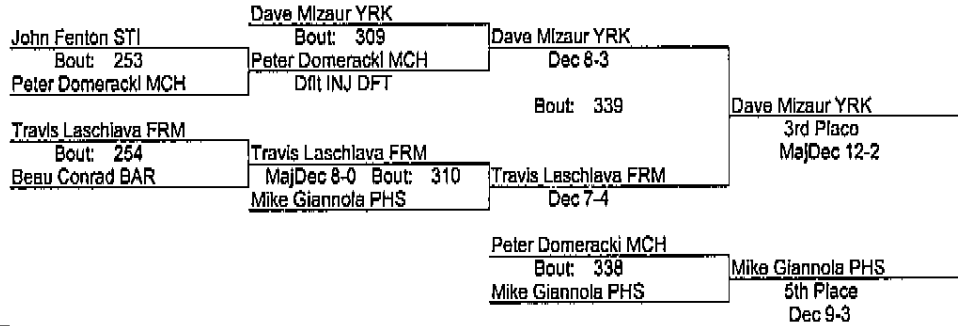 Dave Mizaur YRK
John Fenton STI
Bout: 309
Dave Mizaur YRK
Bout: 253
Peter Domeracki MCH
Dec 8-3
Peter Domeracki MCH
Dflt INJ DFT
Bout: 339
Dave Mizaur YRK
Travis Laschiava FRM
3rd Place
Bout: 254
Travis Laschiava FRM
MajDec 12-2
Beau Conrad BAR
MajDec 8-0 Bout: 310
Travis Laschiava FRM
Mike Giannola PHS
Dec 7-4
Peter Domeracki MCH
Bout: 338
Mike Giannola PHS
Mike Giannola PHS
5th Place
Dec 9-3